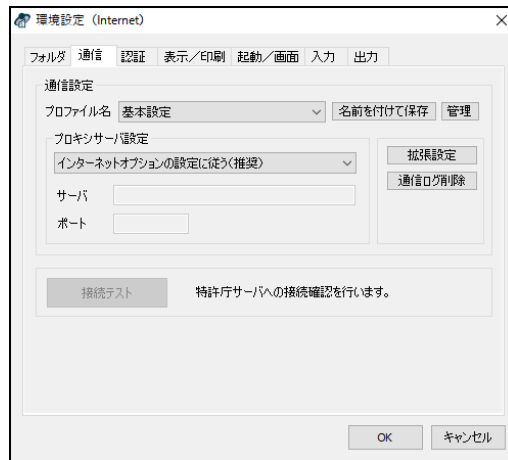 環境設定（Internet）
フォルダ 通信 認証 表示／印刷 起動／画面 入力 出力
通信設定
プロファイル名 基本設定 名前を付けて保存 管理
プロキシサーバ設定
インターネットオプションの設定に従う(推奨)
サーバ
ポート
拡張設定
通信ログ削除
接続テスト 特許庁サーバへの接続確認を行います。
OK キャンセル